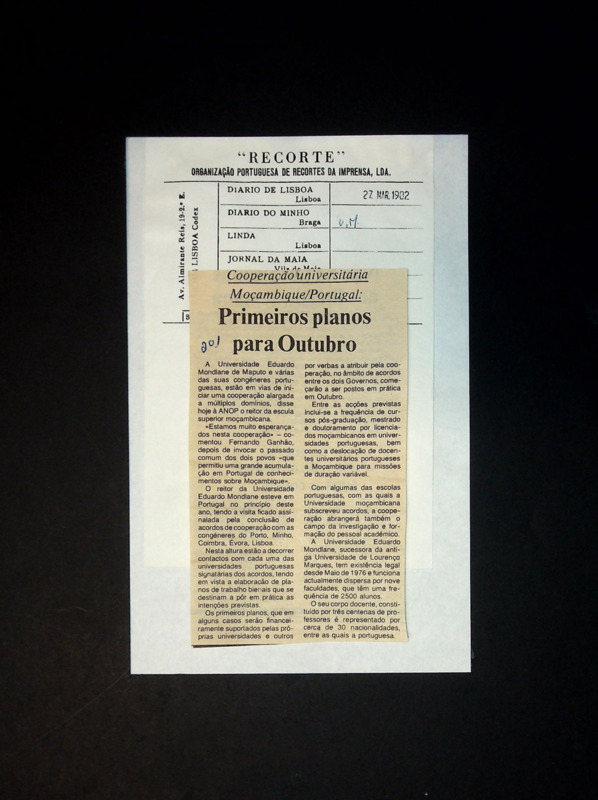 "RECORTE"
ORGANIZAÇÃO PORTUGUESA DE RECORTES DA IMPRENSA, LDA.
Av. Almirante Reis, 19-2.º E.
LISBOA Codex
DIARIO DE LISBOA
Lisboa
27. MAR. 1982
DIARIO DO MINHO
Braga
U.M.
LINDA
Lisboa
JORNAL DA MAIA
8
Cooperação universitária
Moçambique/Portugal:
Primeiros planos
para Outubro
201
A Universidade Eduardo
Mondlane de Maputo e várias
das suas congéneres portu-
guesas, estão em vias de ini-
ciar uma cooperação alargada
a múltiplos domínios, disse
hoje à ANOP o reitor da escola
superior moçambicana.
«Estamos muito esperança-
dos nesta cooperação» – co-
mentou Fernando Ganhão,
depois de invocar o passado
comum dos dois povos «que
permitiu uma grande acumula-
ção em Portugal de conheci-
mentos sobre Moçambique».
O reitor da Universidade
Eduardo Mondlane esteve em
Portugal no princípio deste
ano, tendo a visita ficado assi-
nalada pela conclusão de
acordos de cooperação com as
congéneres do Porto, Minho,
Coimbra, Évora, Lisboa.
Nesta altura estão a decorrer
contactos com cada uma das
universidades portuguesas
signatárias dos acordos, tendo
em vista a elaboração de pla-
nos de trabalho bienais que se
destinam a pôr em prática as
intenções previstas.
Os primeiros planos, que em
alguns casos serão financei-
ramente suportados pelas pró-
prias universidades e outros
por verbas a atribuir pela coo-
peração, no âmbito de acordos
entre os dois Governos, come-
çarão a ser postos em prática
em Outubro.
Entre as acções previstas
inclui-se a frequência de cur-
sos pós-graduação, mestrado
e doutoramento por licencia-
dos moçambicanos em univer-
sidades portuguesas, bem
como a deslocação de docen-
tes universitários portugueses
a Moçambique para missões
de duração variável.
Com algumas das escolas
portuguesas, com as quais a
Universidade moçambicana
subscreveu acordos, a coope-
ração abrangerá também o
campo da investigação e for-
mação do pessoal académico.
A Universidade Eduardo
Mondlane, sucessora da anti-
ga Universidade de Lourenço
Marques, tem existência legal
desde Maio de 1976 e funciona
actualmente dispersa por nove
faculdades, que têm uma fre-
quência de 2500 alunos.
O seu corpo docente, consti-
tuído por três centenas de pro-
fessores é representado por
cerca de 30 nacionalidades,
entre as quais a portuguesa.